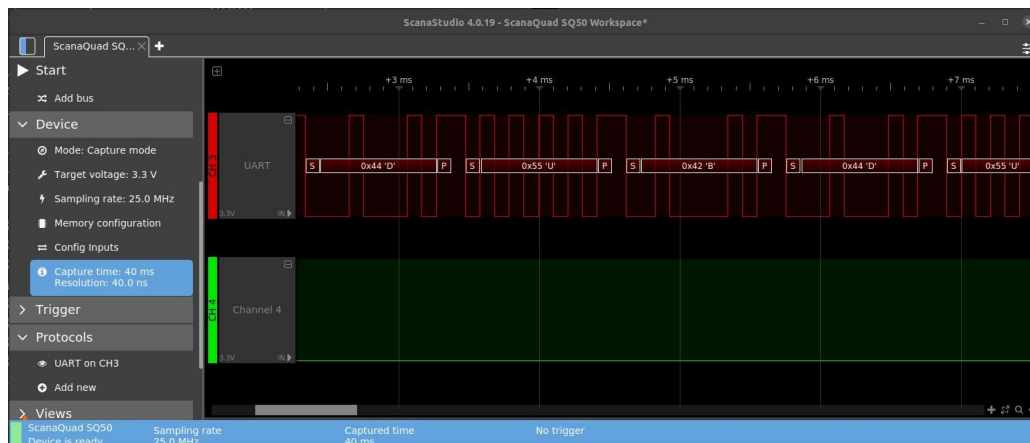 ScanaStudio 4.0.19 - ScanaQuad SQ50 Workspace*
ScanaQuad SQ...
Start
Add bus
Device
Mode: Capture mode
Target voltage: 3.3 V
Sampling rate: 25.0 MHz
Memory configuration
Config Inputs
Capture time: 40 ms
Resolution: 40.0 ns
Trigger
Protocols
UART on CH3
Add new
Views
+3 ms +4 ms +5 ms +6 ms +7 ms
CH 3
UART
3.3V IN
S 0x44 'D' P S 0x55 'U' P S 0x42 'B' P S 0x44 'D' P S 0x55 'U'
CH 4
Channel 4
3.3V IN
ScanaQuad SQ50
Device is ready
Sampling rate
25.0 MHz
Captured time
40 ms
No trigger